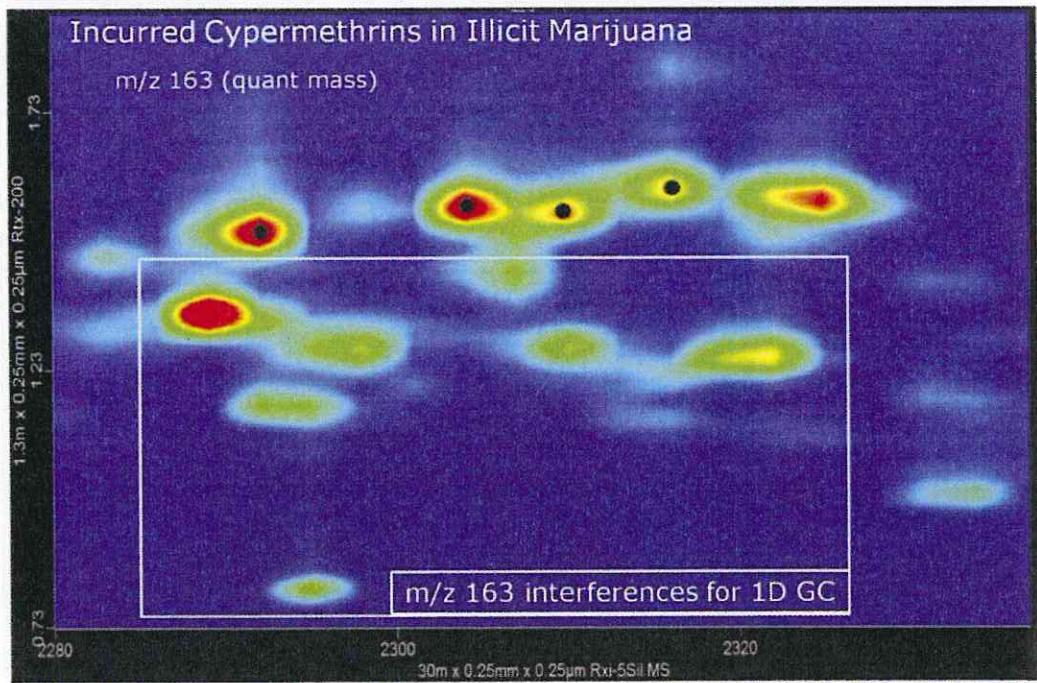 Incurred Cypermethrins in Illicit Marijuana
m/z 163 (quant mass)
1.73
1.23
0.73
1.3m x 0.25mm x 0.25µm Rtx-200
m/z 163 interferences for 1D GC
2280
2300
2320
30m x 0.25mm x 0.25µm Rxi-5Sil MS